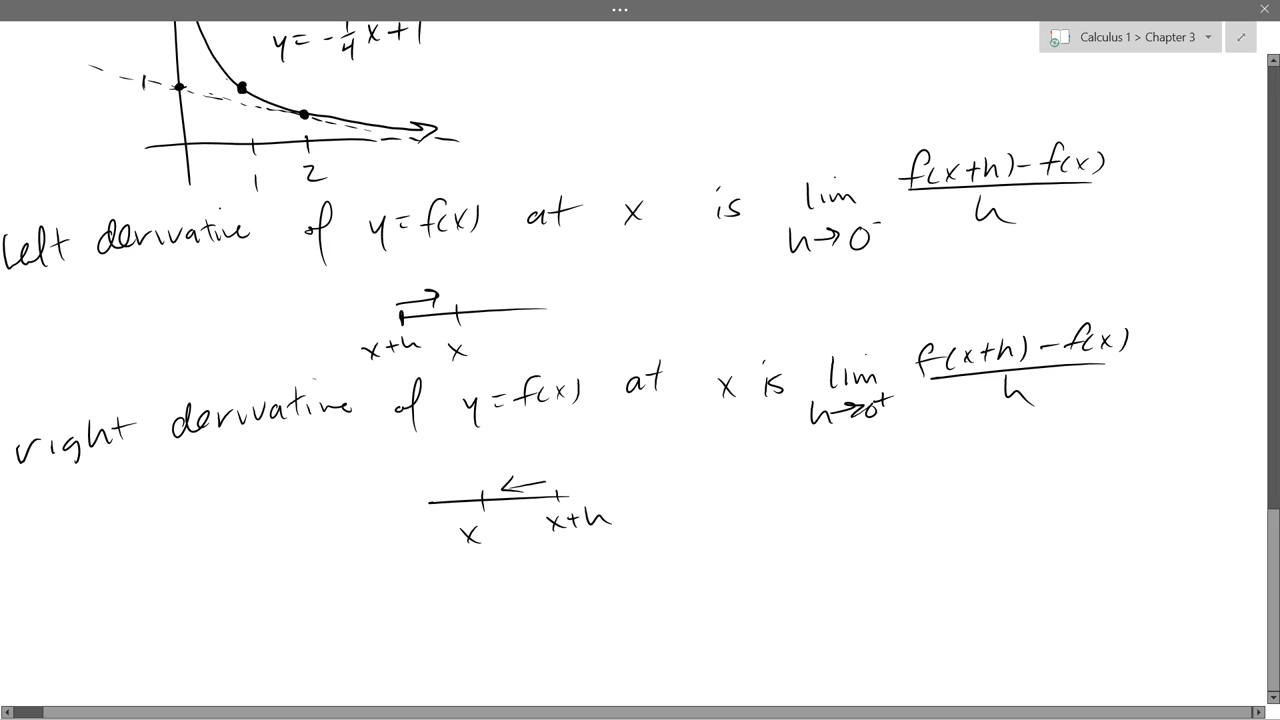 Calculus 1 > Chapter 3
y = -1/4 x + 1
1
1 2
left derivative of y = f(x) at x is lim h→0⁻ (f(x+h) - f(x))/h
x+h x
right derivative of y = f(x) at x is lim h→0⁺ (f(x+h) - f(x))/h
x x+h